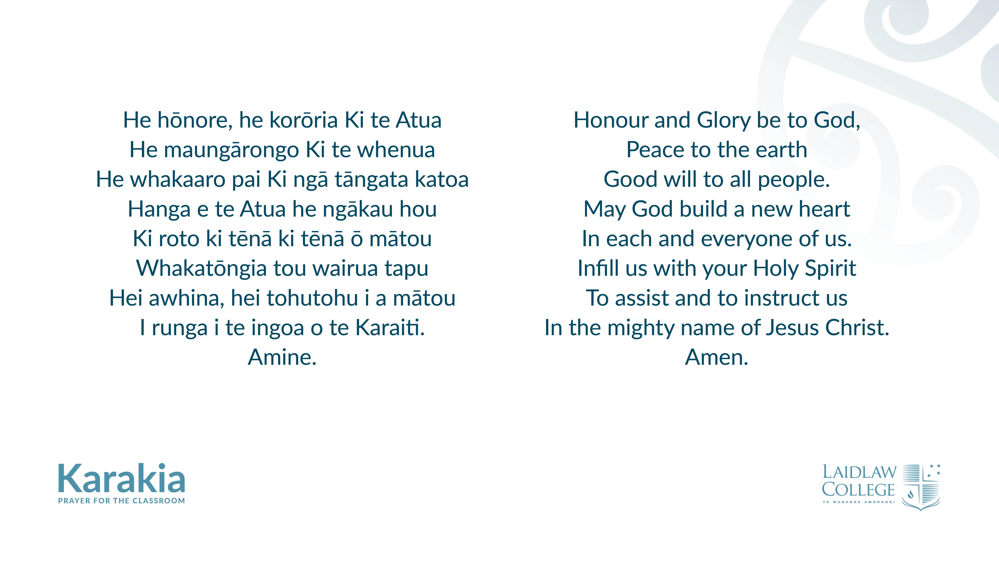 He hōnore, he korōria Ki te Atua
He maungārongo Ki te whenua
He whakaaro pai Ki ngā tāngata katoa
Hanga e te Atua he ngākau hou
Ki roto ki tēnā ki tēnā ō mātou
Whakatōngia tou wairua tapu
Hei awhina, hei tohutohu i a mātou
I runga i te ingoa o te Karaiti.
Amine.
Honour and Glory be to God,
Peace to the earth
Good will to all people.
May God build a new heart
In each and everyone of us.
Infill us with your Holy Spirit
To assist and to instruct us
In the mighty name of Jesus Christ.
Amen.
Karakia
PRAYER FOR THE CLASSROOM
LAIDLAW
COLLEGE
TE WANANGA AMORANGI